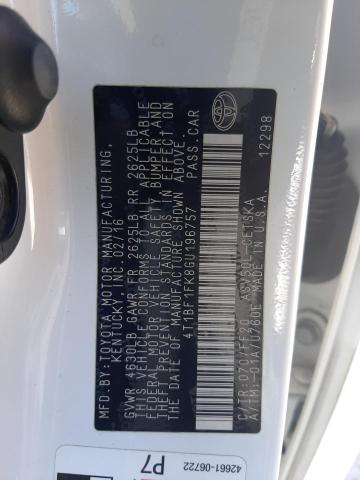 MFD. BY: TOYOTA MOTOR MANUFACTURING,
KENTUCKY, INC. 02/16
GVWR 4630LB GAWR FR 2625LB RR 2625LB
THIS VEHICLE CONFORMS TO ALL APPLICABLE
FEDERAL MOTOR VEHICLE SAFETY, BUMPER, AND
THEFT PREVENTION STANDARDS IN EFFECT ON
THE DATE OF MANUFACTURE SHOWN ABOVE.
4T1BF1FK8GU196757 PASS.CAR
C/TR: 070/FF20 ASV50L-CETSKA
A/TM: -01A/U760E MADE IN U.S.A.
12298
42661-06722
P7